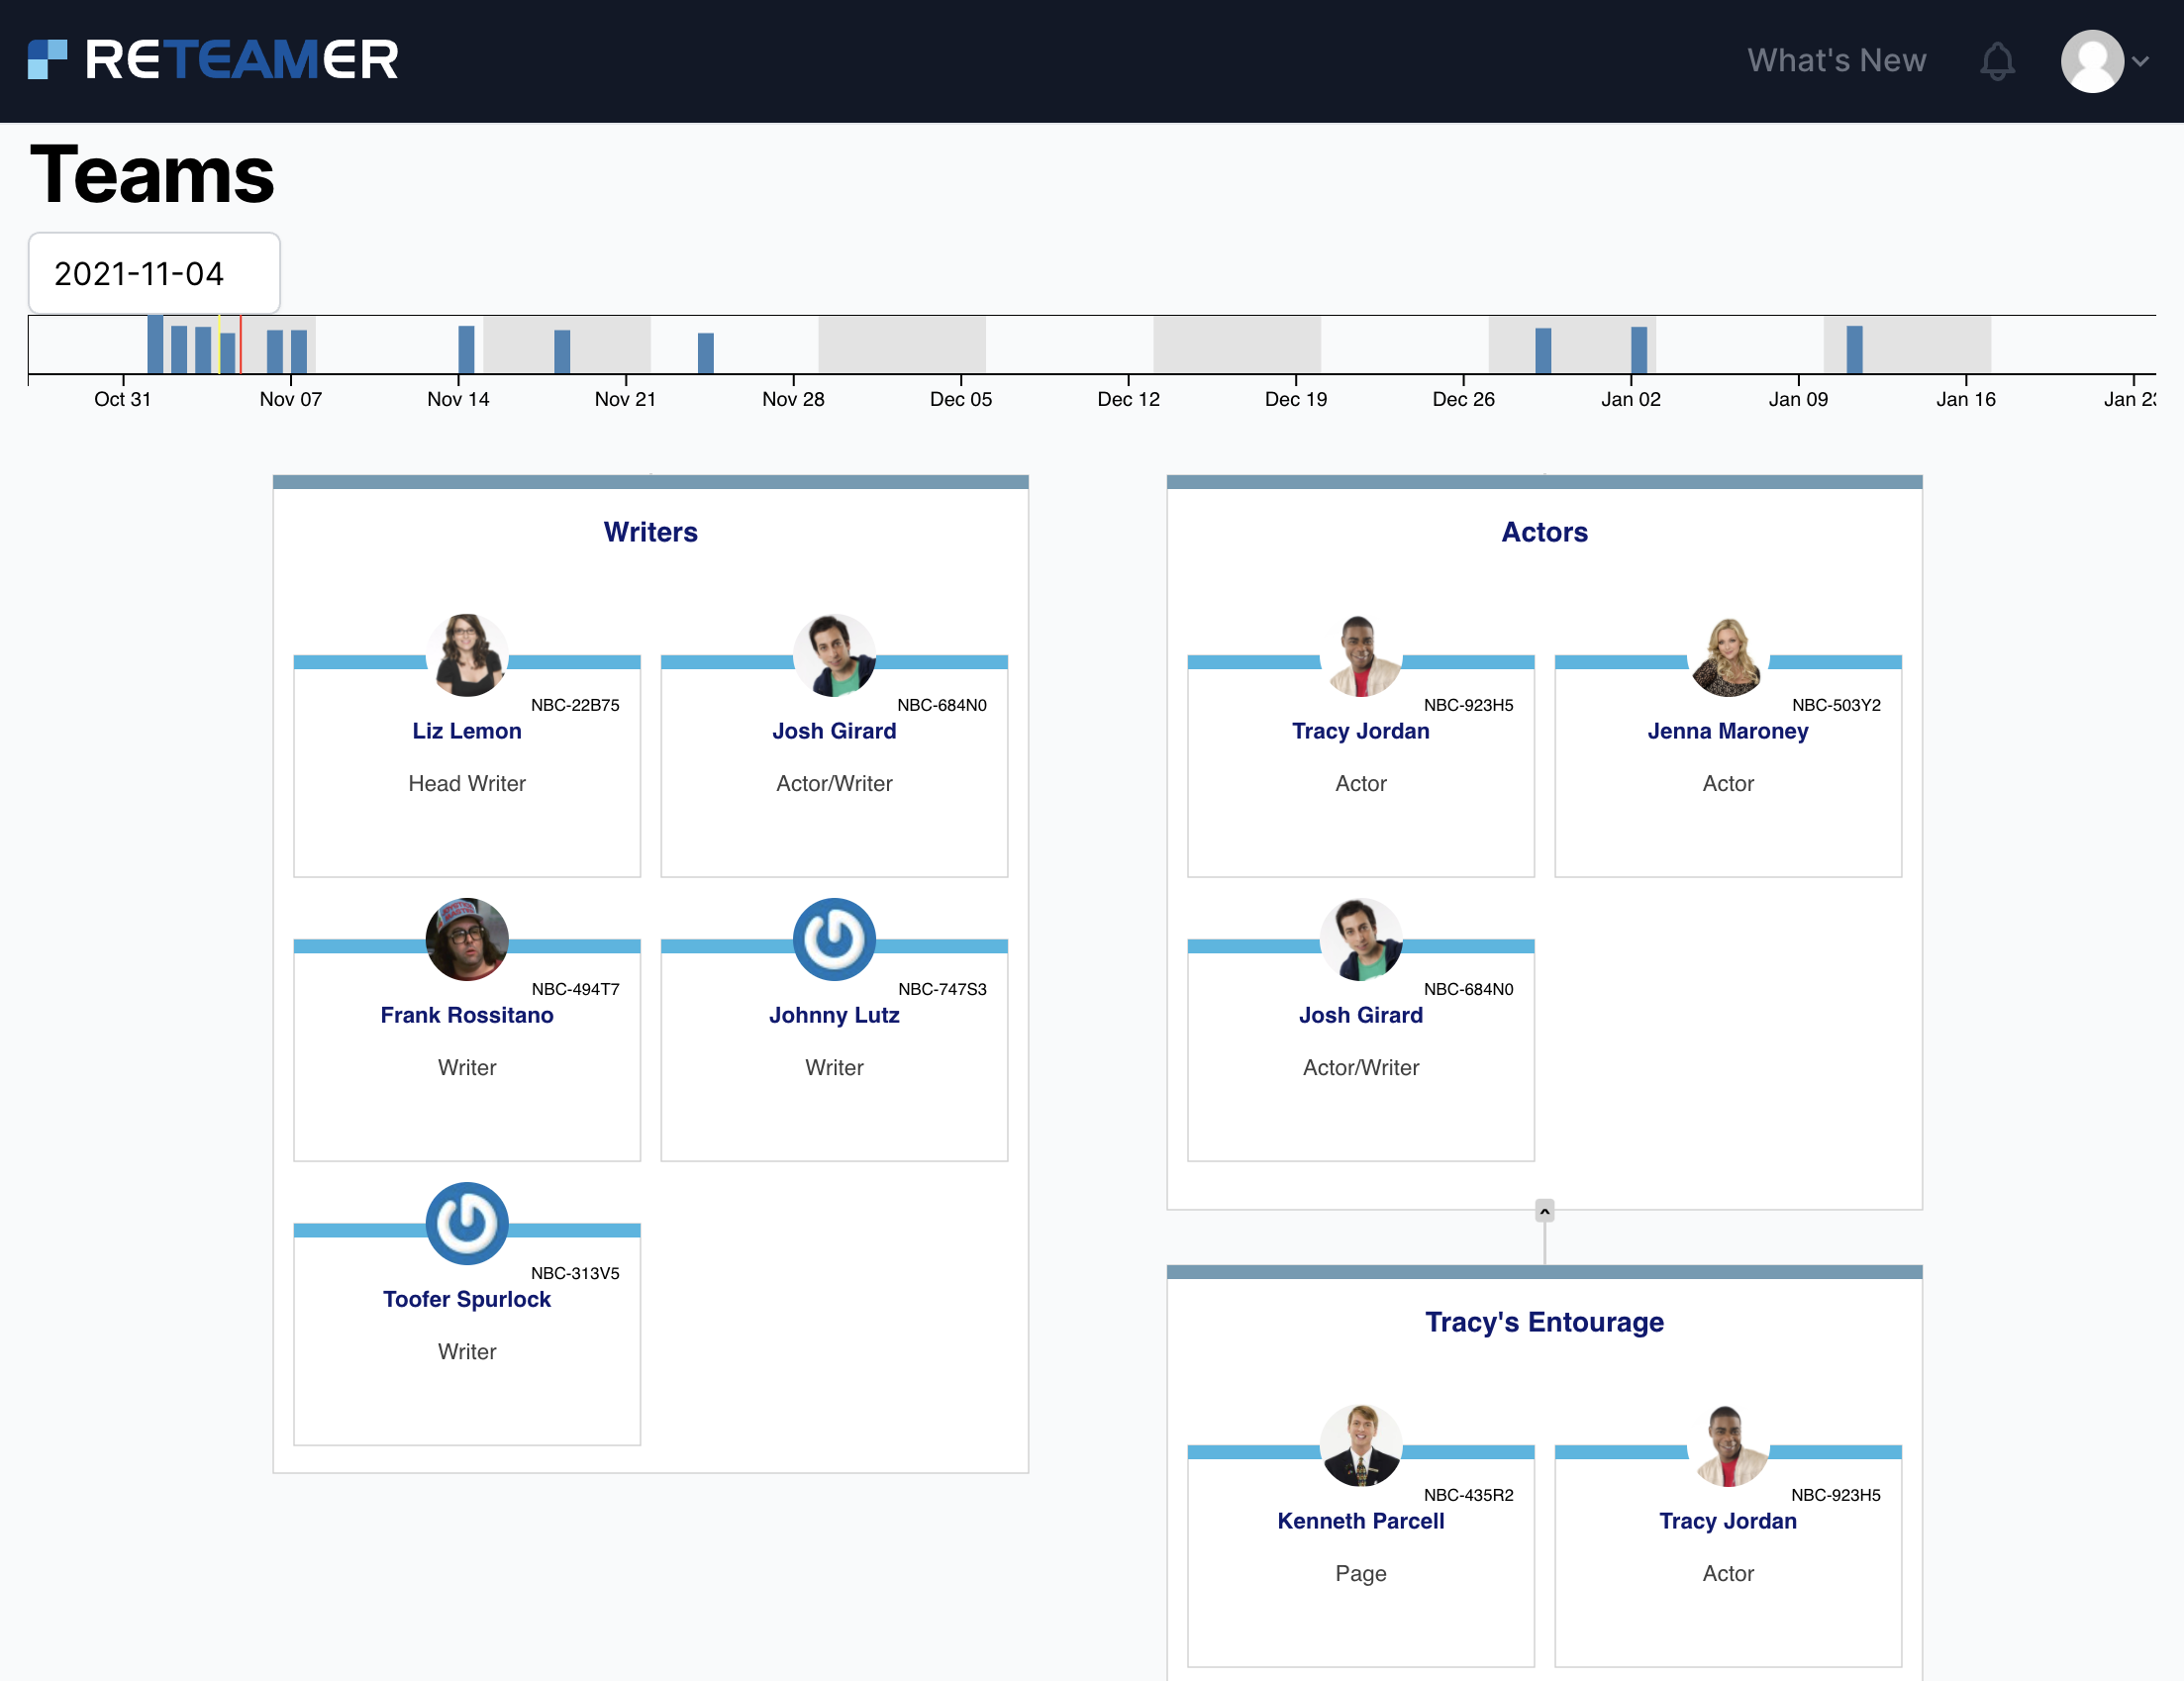 RETEAMER
What's New
Teams
2021-11-04
Oct 31 Nov 07 Nov 14 Nov 21 Nov 28 Dec 05 Dec 12 Dec 19 Dec 26 Jan 02 Jan 09 Jan 16 Jan
Writers
NBC-22B75
Liz Lemon
Head Writer
NBC-684N0
Josh Girard
Actor/Writer
NBC-494T7
Frank Rossitano
Writer
NBC-747S3
Johnny Lutz
Writer
NBC-313V5
Toofer Spurlock
Writer
Actors
NBC-923H5
Tracy Jordan
Actor
NBC-503Y2
Jenna Maroney
Actor
NBC-684N0
Josh Girard
Actor/Writer
Tracy's Entourage
NBC-435R2
Kenneth Parcell
Page
NBC-923H5
Tracy Jordan
Actor